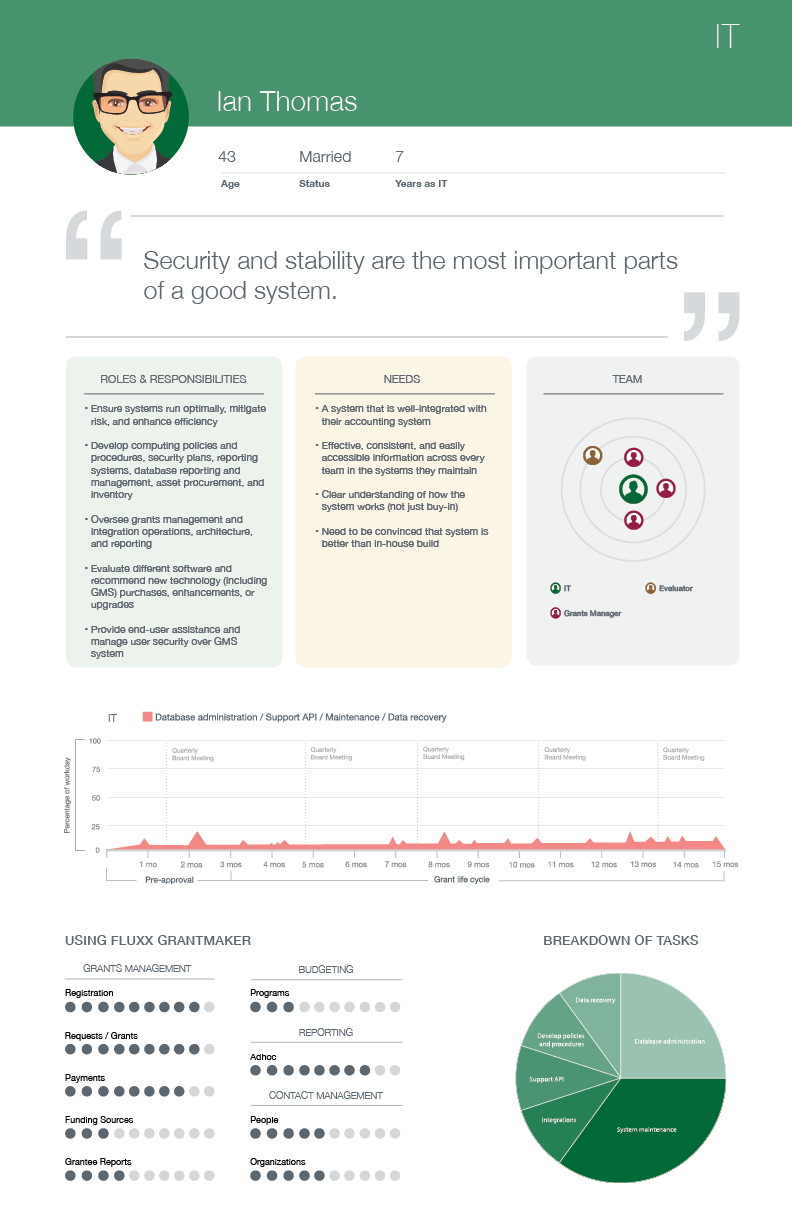 IT
Ian Thomas
43 Married 7
Age Status Years as IT
“
Security and stability are the most important parts
of a good system.
”
ROLES & RESPONSIBILITIES
• Ensure systems run optimally, mitigate
risk, and enhance efficiency
• Develop computing policies and
procedures, security plans, reporting
systems, database reporting and
management, asset procurement, and
inventory
• Oversee grants management and
integration operations, architecture,
and reporting
• Evaluate different software and
recommend new technology (including
GMS) purchases, enhancements, or
upgrades
• Provide end-user assistance and
manage user security over GMS
system
NEEDS
• A system that is well-integrated with
their accounting system
• Effective, consistent, and easily
accessible information across every
team in the systems they maintain
• Clear understanding of how the
system works (not just buy-in)
• Need to be convinced that system is
better than in-house build
TEAM
IT
Evaluator
Grants Manager
IT
Database administration / Support API / Maintenance / Data recovery
Percentage of workday
100
75
50
25
0
Quarterly
Board Meeting
Quarterly
Board Meeting
Quarterly
Board Meeting
Quarterly
Board Meeting
Quarterly
Board Meeting
1 mo 2 mos 3 mos 4 mos 5 mos 6 mos 7 mos 8 mos 9 mos 10 mos 11 mos 12 mos 13 mos 14 mos 15 mos
Pre-approval Grant life cycle
USING FLUXX GRANTMAKER
GRANTS MANAGEMENT
Registration
Requests / Grants
Payments
Funding Sources
Grantee Reports
BUDGETING
Programs
REPORTING
Adhoc
CONTACT MANAGEMENT
People
Organizations
BREAKDOWN OF TASKS
Data recovery
Database administration
Develop policies
and procedures
Support API
Integrations
System maintenance